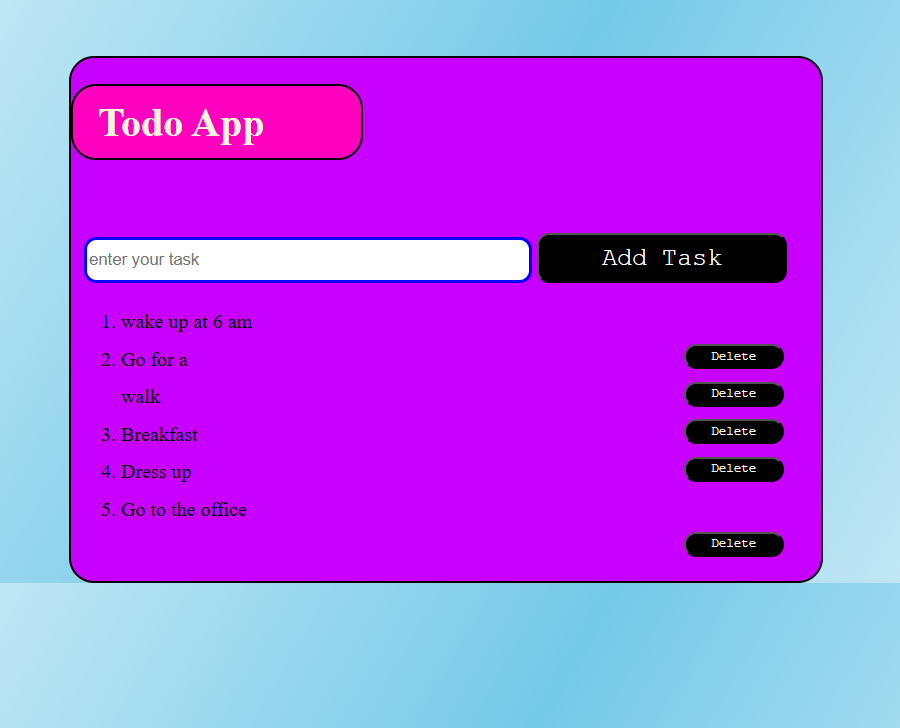 Todo App
enter your task
Add Task
1. wake up at 6 am
2. Go for a
Delete
walk
Delete
3. Breakfast
Delete
4. Dress up
Delete
5. Go to the office
Delete